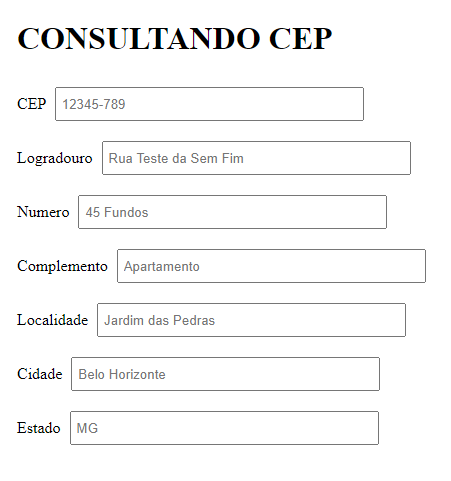 CONSULTANDO CEP
CEP 12345-789
Logradouro Rua Teste da Sem Fim
Numero 45 Fundos
Complemento Apartamento
Localidade Jardim das Pedras
Cidade Belo Horizonte
Estado MG